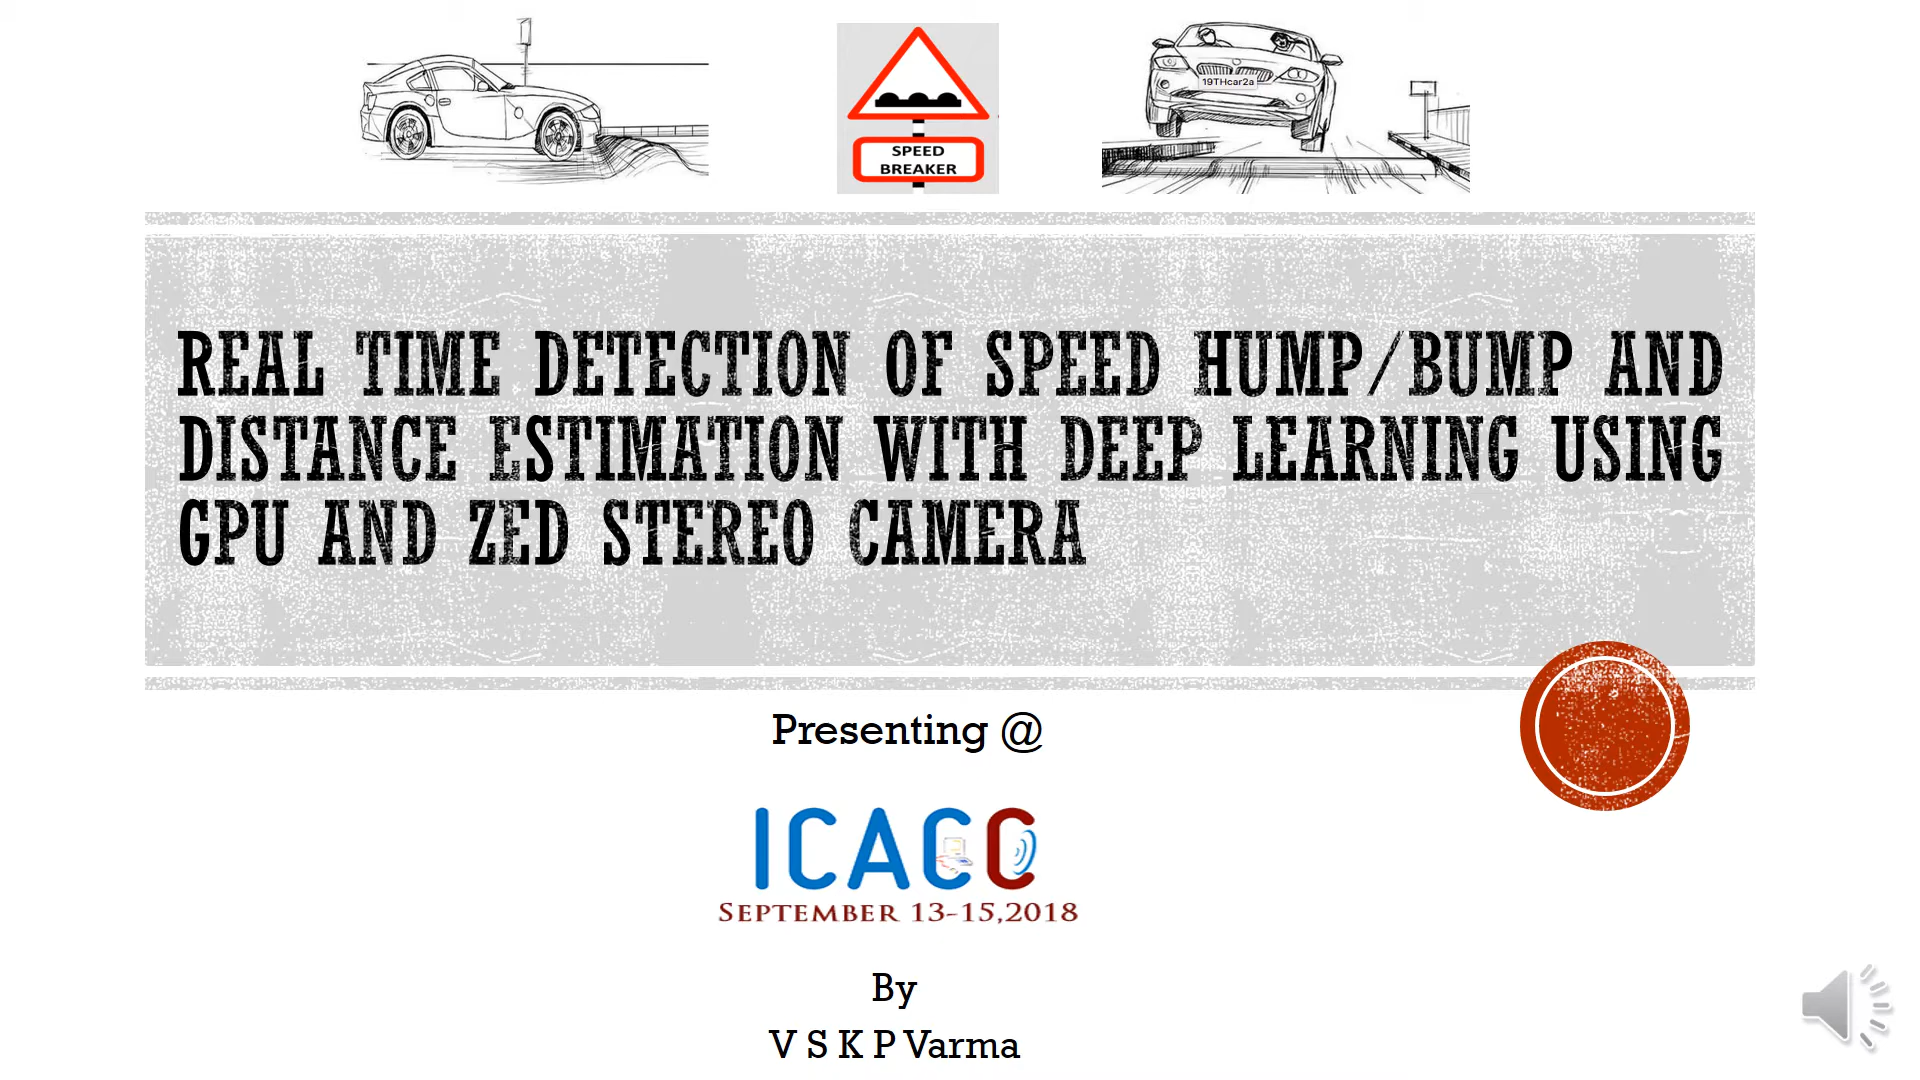 19THcar2a
SPEED
BREAKER
REAL TIME DETECTION OF SPEED HUMP/BUMP AND
DISTANCE ESTIMATION WITH DEEP LEARNING USING
GPU AND ZED STEREO CAMERA
Presenting @
ICACC
SEPTEMBER 13-15,2018
By
V S K P Varma